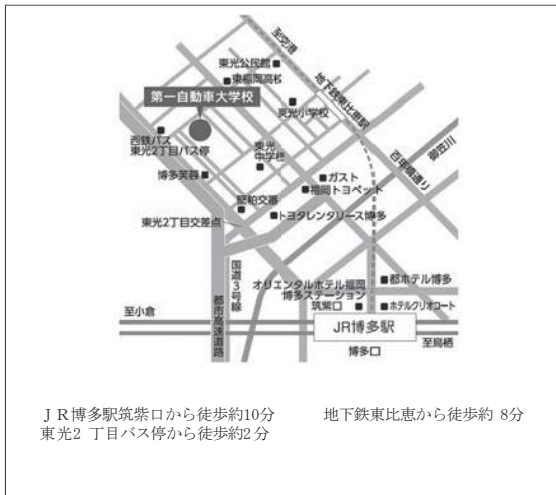 至空港
東光公民館
東福岡高校
地下鉄東比恵駅
第一自動車大学校
東光小学校
御笠川
西鉄バス
東光2丁目バス停
東光
中学校
百年橋通り
博多芙蓉
ガスト
福岡トヨペット
堅粕交番
東光2丁目交差点
トヨタレンタリース博多
国道3号線
都市高速道路
オリエンタルホテル福岡
博多ステーション
都ホテル博多
筑紫口
ホテルクリオコート
至小倉
JR博多駅
至鳥栖
博多口
ＪＲ博多駅筑紫口から徒歩約10分
地下鉄東比恵から徒歩約 8分
東光2 丁目バス停から徒歩約2分